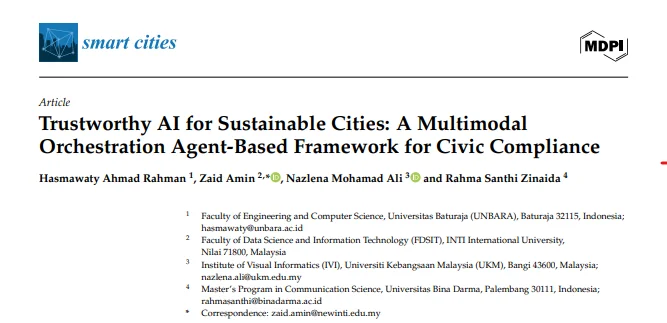 smart cities
MDPI
Article
Trustworthy AI for Sustainable Cities: A Multimodal
Orchestration Agent-Based Framework for Civic Compliance
Hasmawaty Ahmad Rahman 1, Zaid Amin 2,*, Nazlena Mohamad Ali 3 and Rahma Santhi Zinaida 4
1 Faculty of Engineering and Computer Science, Universitas Baturaja (UNBARA), Baturaja 32115, Indonesia;
hasmawaty@unbara.ac.id
2 Faculty of Data Science and Information Technology (FDSIT), INTI International University,
Nilai 71800, Malaysia
3 Institute of Visual Informatics (IVI), Universiti Kebangsaan Malaysia (UKM), Bangi 43600, Malaysia;
nazlena.ali@ukm.edu.my
4 Master's Program in Communication Science, Universitas Bina Darma, Palembang 30111, Indonesia;
rahmasanthi@binadarma.ac.id
* Correspondence: zaid.amin@newinti.edu.my